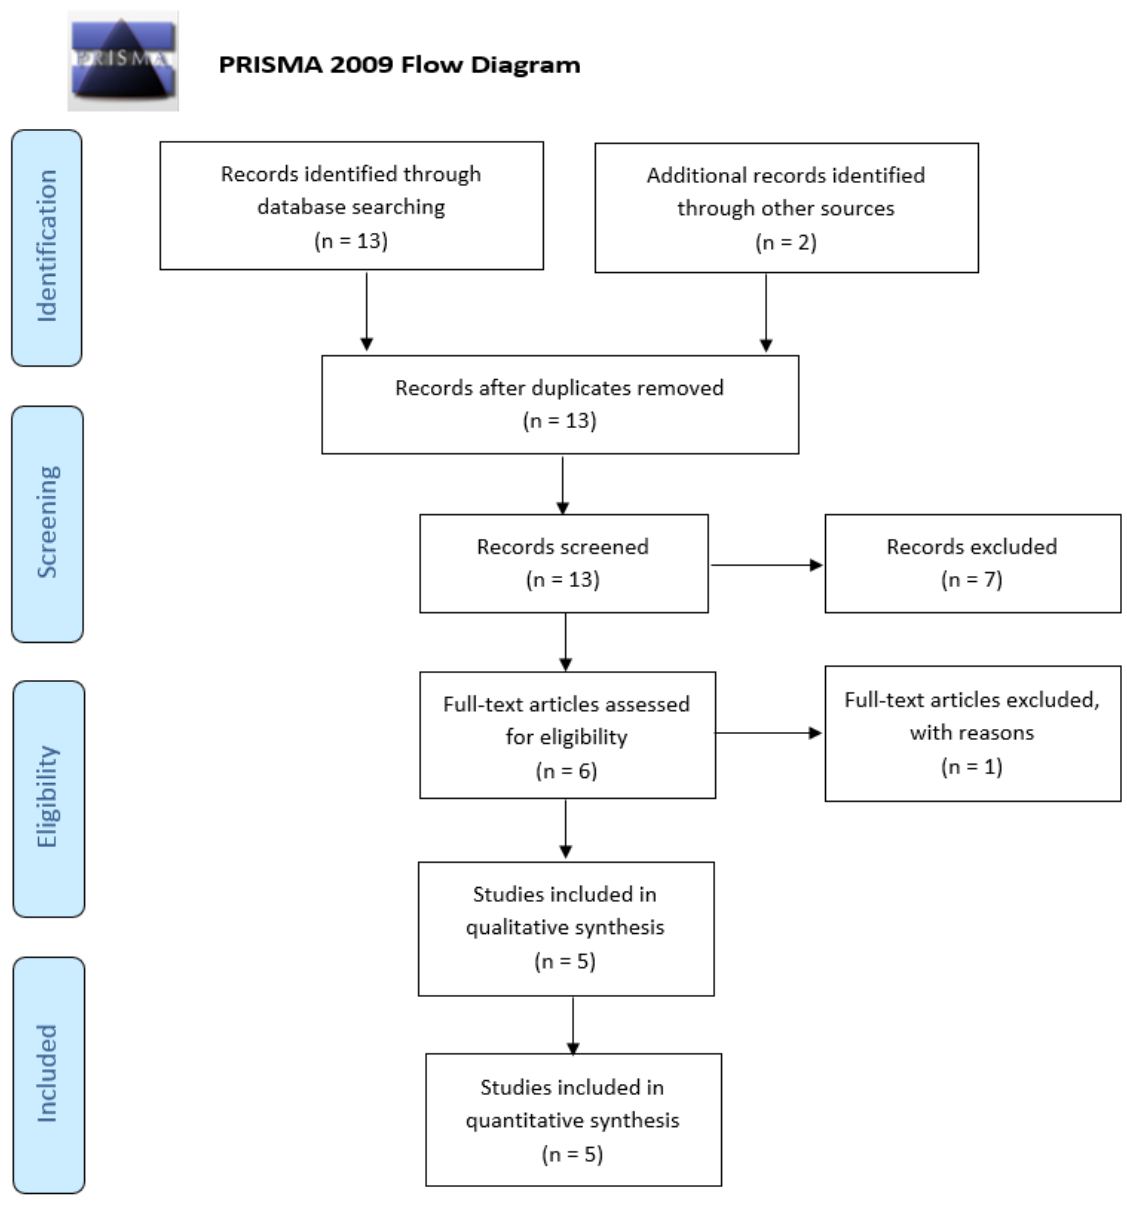 PRISMA
PRISMA 2009 Flow Diagram
Identification
Records identified through
database searching
(n = 13)
Additional records identified
through other sources
(n = 2)
Records after duplicates removed
(n = 13)
Screening
Records screened
(n = 13)
Records excluded
(n = 7)
Eligibility
Full-text articles assessed
for eligibility
(n = 6)
Full-text articles excluded,
with reasons
(n = 1)
Studies included in
qualitative synthesis
(n = 5)
Included
Studies included in
quantitative synthesis
(n = 5)